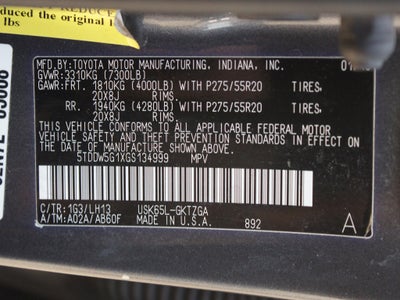 duced the original
lbs
MFD.BY:TOYOTA MOTOR MANUFACTURING, INDIANA, INC.
GVWR:3310KG (7300LB)
GAWR:FRT. 1810KG (4000LB) WITH P275/55R20 TIRES,
20X8J RIMS,
RR. 1940KG (4280LB) WITH P275/55R20 TIRES,
20X8J RIMS,
THIS VEHICLE CONFORMS TO ALL APPLICABLE FEDERAL MOTOR
VEHICLE SAFETY AND THEFT PREVENTION STANDARDS IN EFFECT ON
THE DATE OF MANUFACTURE SHOWN ABOVE.
5TDDW5G1XGS134999 MPV
C/TR: 1G3/LH13 USK65L-GKTZGA
A/TM: A02A/AB60F MADE IN U.S.A. 892 A